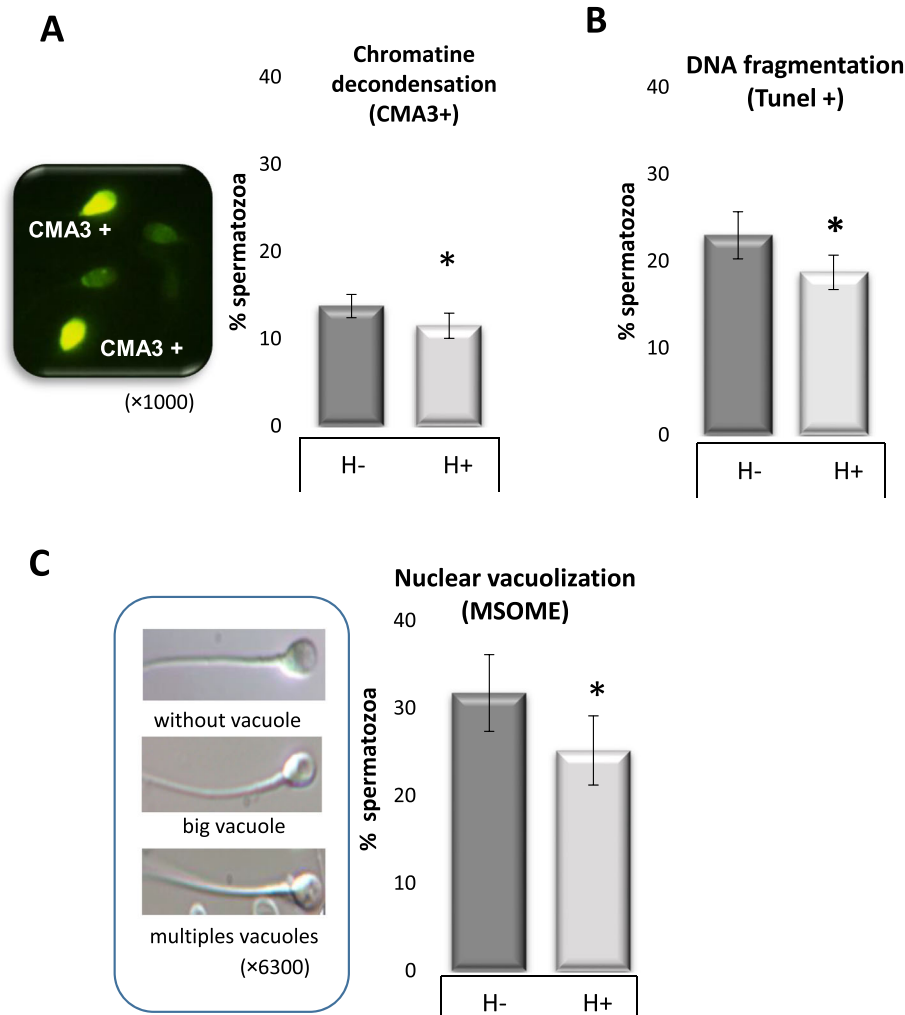 A
Chromatine
decondensation
(CMA3+)
40
30
20
10
0
% spermatozoa
CMA3 +
CMA3 +
(×1000)
*
H-
H+
B
DNA fragmentation
(Tunel +)
40
30
20
10
0
% spermatozoa
*
H-
H+
C
Nuclear vacuolization
(MSOME)
40
30
20
10
0
% spermatozoa
without vacuole
big vacuole
multiples vacuoles
(×6300)
*
H-
H+